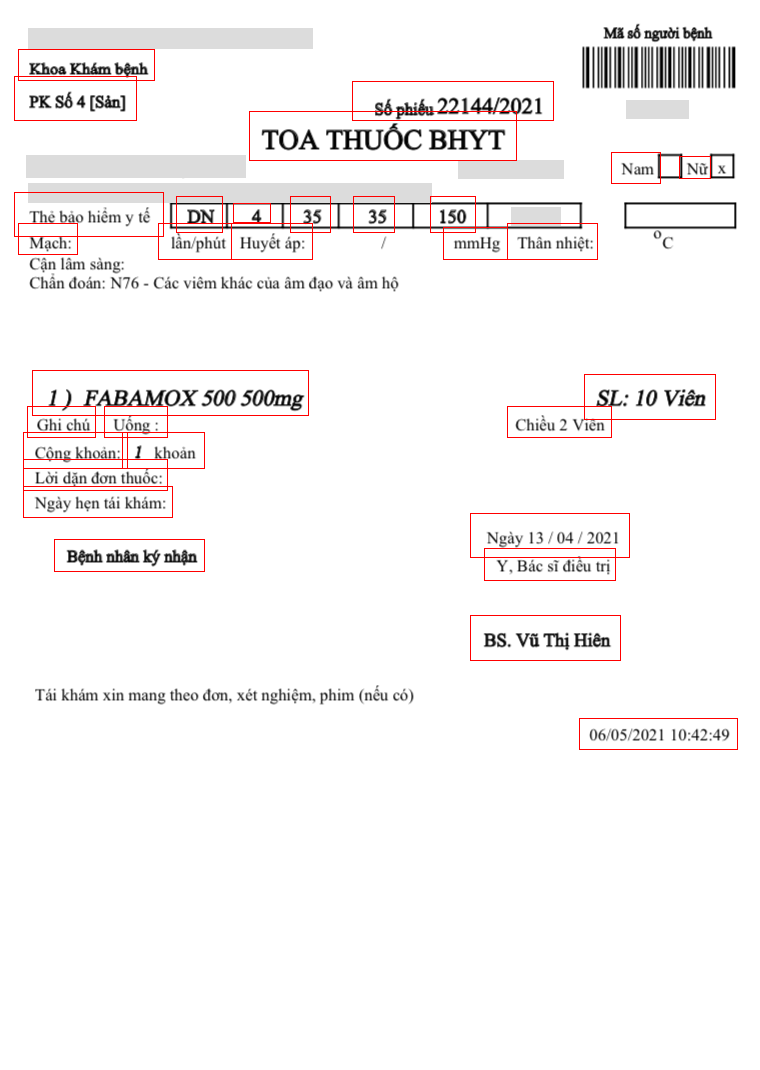 Mã số người bệnh
Khoa Khám bệnh
PK Số 4 [Sản]
Số phiếu 22144/2021
TOA THUỐC BHYT
Nam Nữ x
Thẻ bảo hiểm y tế DN 4 35 35 150
Mạch: lần/phút Huyết áp: / mmHg Thân nhiệt: °C
Cận lâm sàng:
Chẩn đoán: N76 - Các viêm khác của âm đạo và âm hộ
1 ) FABAMOX 500 500mg SL: 10 Viên
Ghi chú Uống : Chiều 2 Viên
Cộng khoản: 1 khoản
Lời dặn đơn thuốc:
Ngày hẹn tái khám:
Ngày 13 / 04 / 2021
Bệnh nhân ký nhận
Y, Bác sĩ điều trị
BS. Vũ Thị Hiên
Tái khám xin mang theo đơn, xét nghiệm, phim (nếu có)
06/05/2021 10:42:49